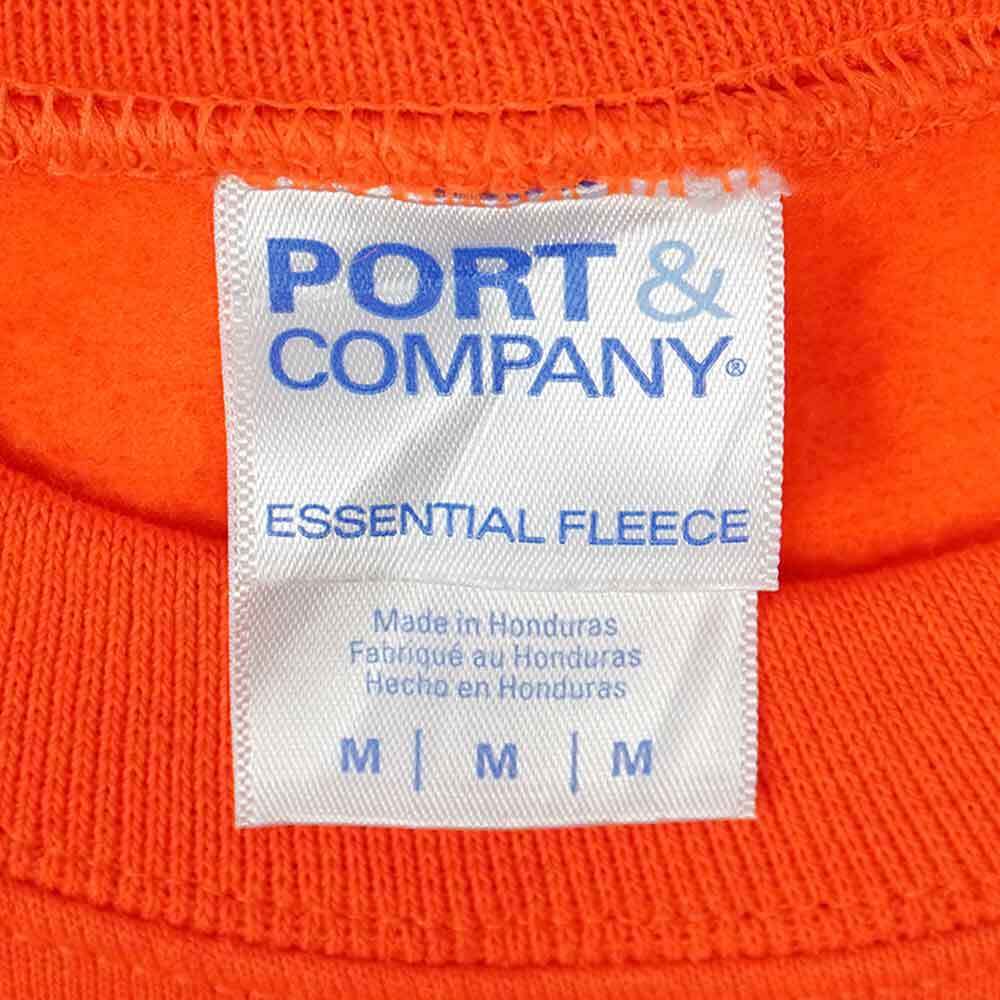 PORT &
COMPANY®
ESSENTIAL FLEECE
Made in Honduras
Fabriqué au Honduras
Hecho en Honduras
M | M | M